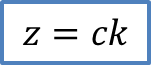 z = ck